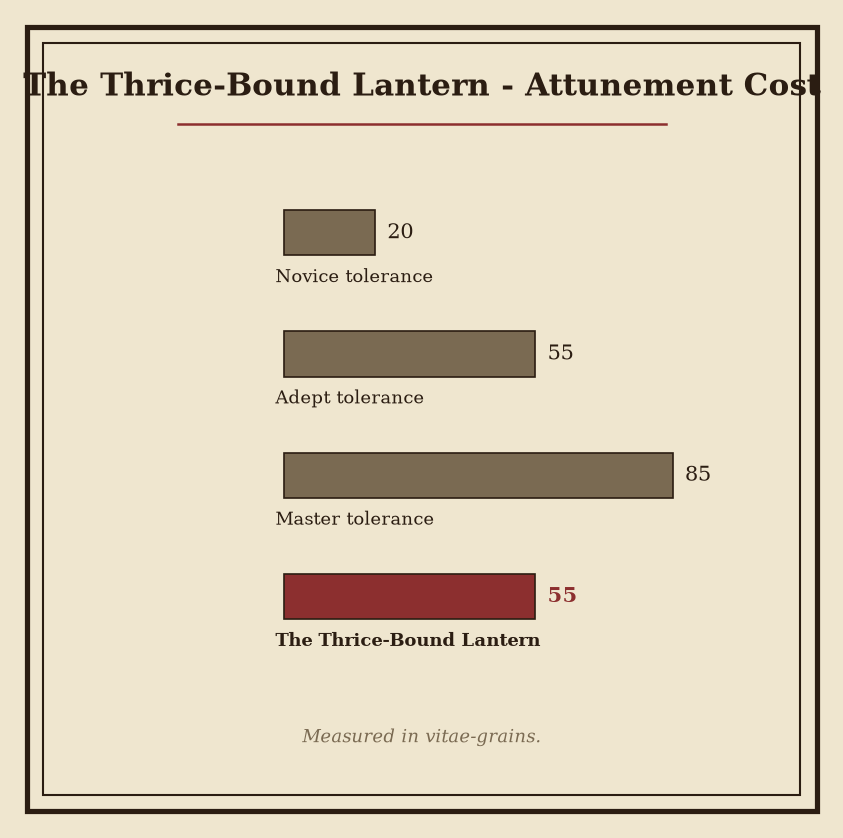 The Thrice-Bound Lantern - Attunement Cost
20
Novice tolerance
55
Adept tolerance
85
Master tolerance
55
The Thrice-Bound Lantern
Measured in vitae-grains.